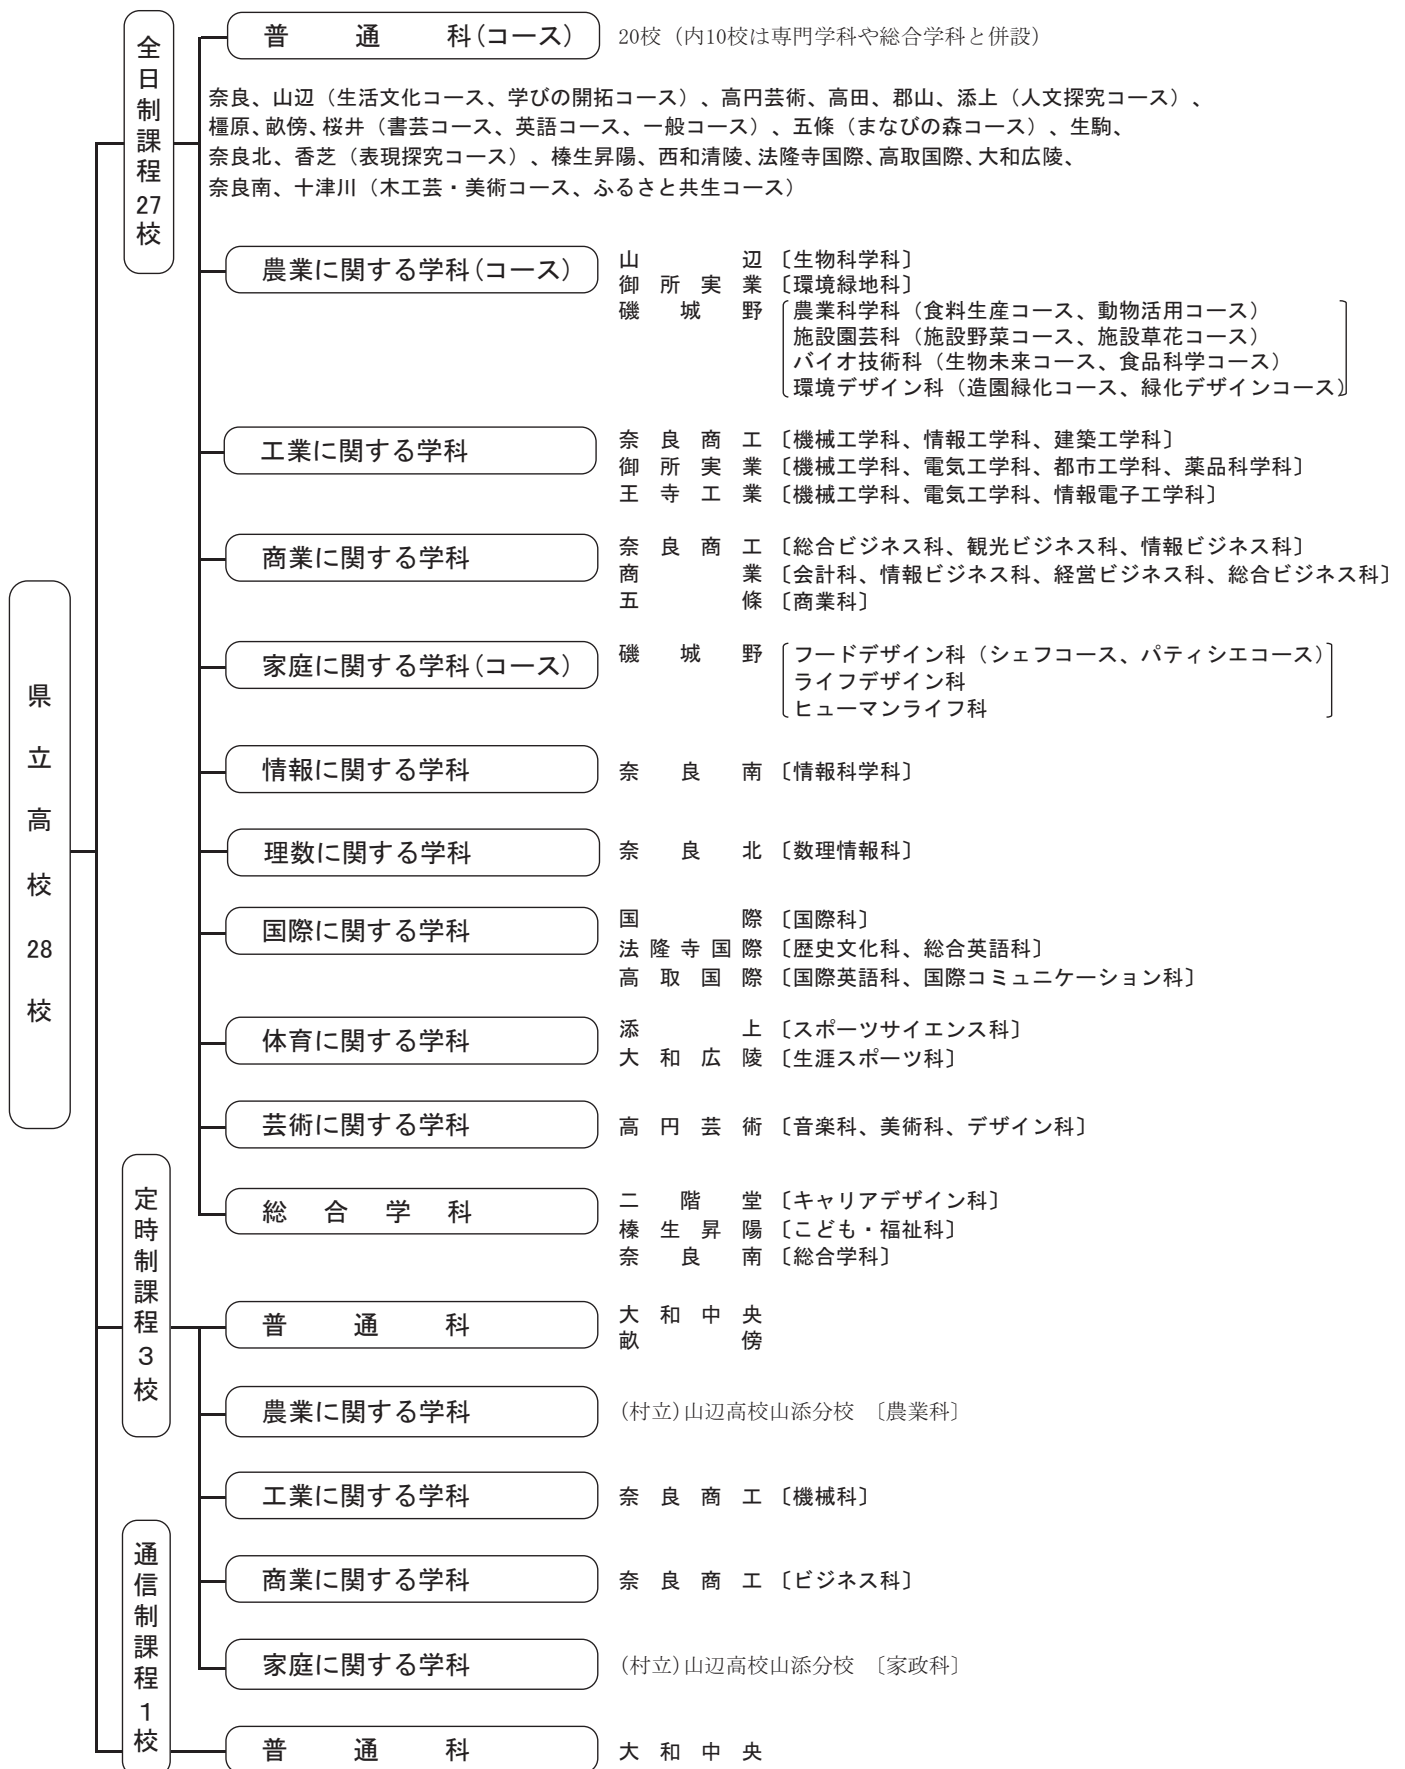 県立高校28校
全日制課程27校
普通科(コース)
20校（内10校は専門学科や総合学科と併設）
奈良、山辺（生活文化コース、学びの開拓コース）、高円芸術、高田、郡山、添上（人文探究コース）、
橿原、畝傍、桜井（書芸コース、英語コース、一般コース）、五條（まなびの森コース）、生駒、
奈良北、香芝（表現探究コース）、榛生昇陽、西和清陵、法隆寺国際、高取国際、大和広陵、
奈良南、十津川（木工芸・美術コース、ふるさと共生コース）
農業に関する学科(コース)
山辺〔生物科学科〕
御所実業〔環境緑地科〕
磯城野〔農業科学科（食料生産コース、動物活用コース）
施設園芸科（施設野菜コース、施設草花コース）
バイオ技術科（生物未来コース、食品科学コース）
環境デザイン科（造園緑化コース、緑化デザインコース）〕
工業に関する学科
奈良商工〔機械工学科、情報工学科、建築工学科〕
御所実業〔機械工学科、電気工学科、都市工学科、薬品科学科〕
王寺工業〔機械工学科、電気工学科、情報電子工学科〕
商業に関する学科
奈良商工〔総合ビジネス科、観光ビジネス科、情報ビジネス科〕
商業〔会計科、情報ビジネス科、経営ビジネス科、総合ビジネス科〕
五條〔商業科〕
家庭に関する学科(コース)
磯城野〔フードデザイン科（シェフコース、パティシエコース）
ライフデザイン科
ヒューマンライフ科〕
情報に関する学科
奈良南〔情報科学科〕
理数に関する学科
奈良北〔数理情報科〕
国際に関する学科
国際〔国際科〕
法隆寺国際〔歴史文化科、総合英語科〕
高取国際〔国際英語科、国際コミュニケーション科〕
体育に関する学科
添上〔スポーツサイエンス科〕
大和広陵〔生涯スポーツ科〕
芸術に関する学科
高円芸術〔音楽科、美術科、デザイン科〕
総合学科
二階堂〔キャリアデザイン科〕
榛生昇陽〔こども・福祉科〕
奈良南〔総合学科〕
定時制課程3校
普通科
大和中央
畝傍
農業に関する学科
(村立)山辺高校山添分校 〔農業科〕
工業に関する学科
奈良商工〔機械科〕
商業に関する学科
奈良商工〔ビジネス科〕
家庭に関する学科
(村立)山辺高校山添分校 〔家政科〕
通信制課程1校
普通科
大和中央